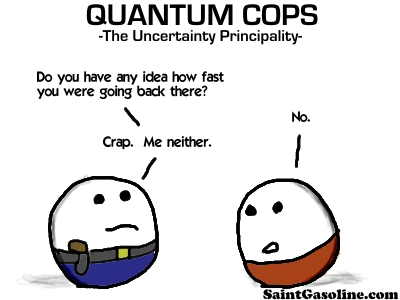 QUANTUM COPS
-The Uncertainty Principality-
Do you have any idea how fast
you were going back there?
No.
Crap. Me neither.
SaintGasoline.com